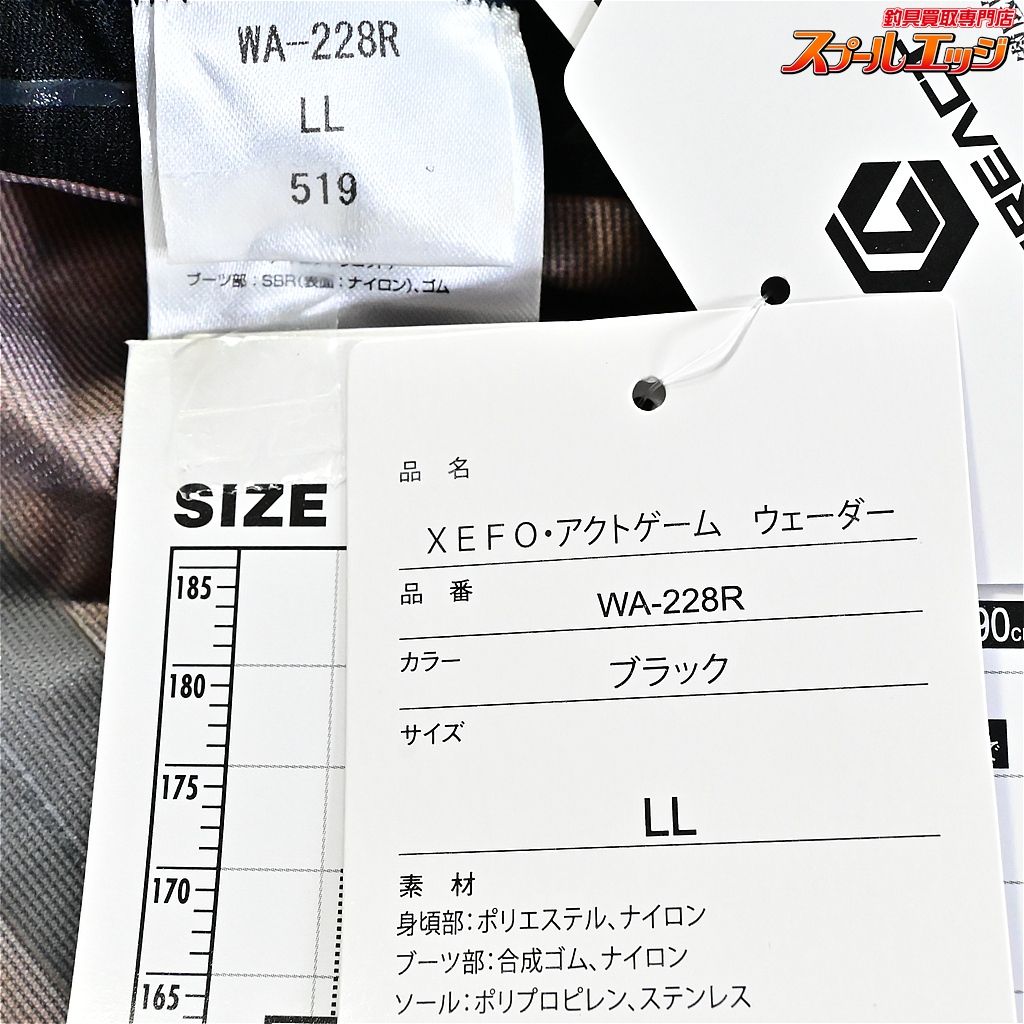 釣具買取専門店
スプールエッジ
WA-228R
LL
519
ブーツ部:SBR(表面:ナイロン)、ゴム
SIZE
185
180
175
170
165
90
で
品 名
XEFO・アクトゲーム ウェーダー
品 番
WA-228R
カラー
ブラック
サイズ
LL
素 材
身頃部:ポリエステル、ナイロン
ブーツ部:合成ゴム、ナイロン
ソール:ポリプロピレン、ステンレス